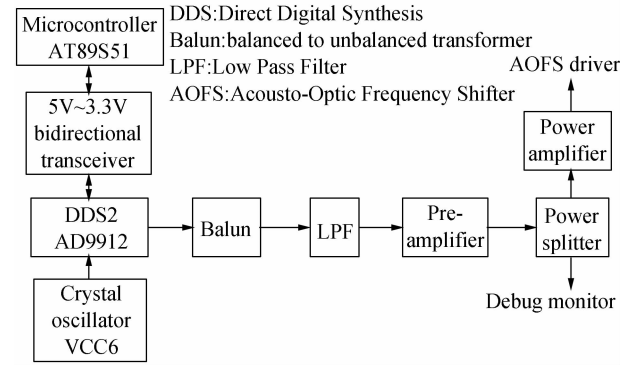 Microcontroller
AT89S51
DDS:Direct Digital Synthesis
Balun:balanced to unbalanced transformer
LPF:Low Pass Filter
AOFS:Acousto-Optic Frequency Shifter
AOFS driver
5V~3.3V
bidirectional
transceiver
Power
amplifier
DDS2
AD9912
Balun
LPF
Pre-
amplifier
Power
splitter
Crystal
oscillator
VCC6
Debug monitor